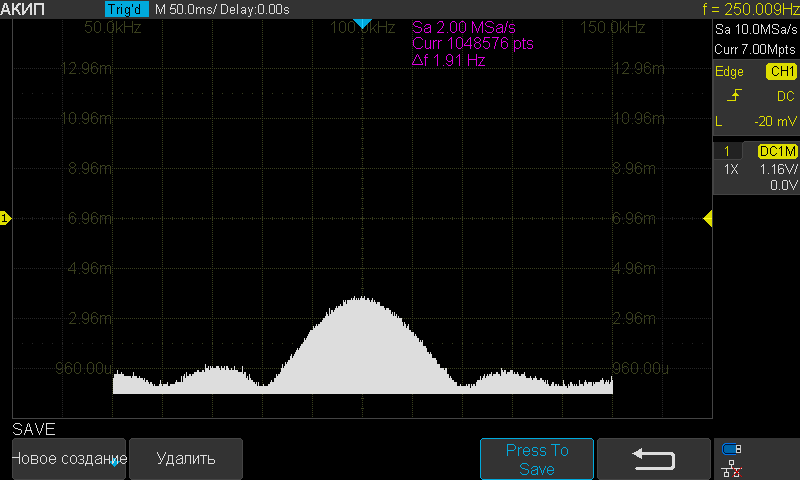 АКИП Trig'd M 50.0ms/ Delay:0.00s f = 250.009Hz
50.0kHz 100.0kHz 150.0kHz
Sa 2.00 MSa/s
Curr 1048576 pts
Δf 1.91 Hz
Sa 10.0MSa/s
Curr 7.00Mpts
Edge CH1
DC
L -20 mV
1 DC1M
1X 1.16V/
0.0V
12.96m 12.96m
10.96m 10.96m
8.96m 8.96m
1 6.96m 6.96m
4.96m 4.96m
2.96m 2.96m
960.00u 960.00u
SAVE
Новое создание Удалить Press To
Save